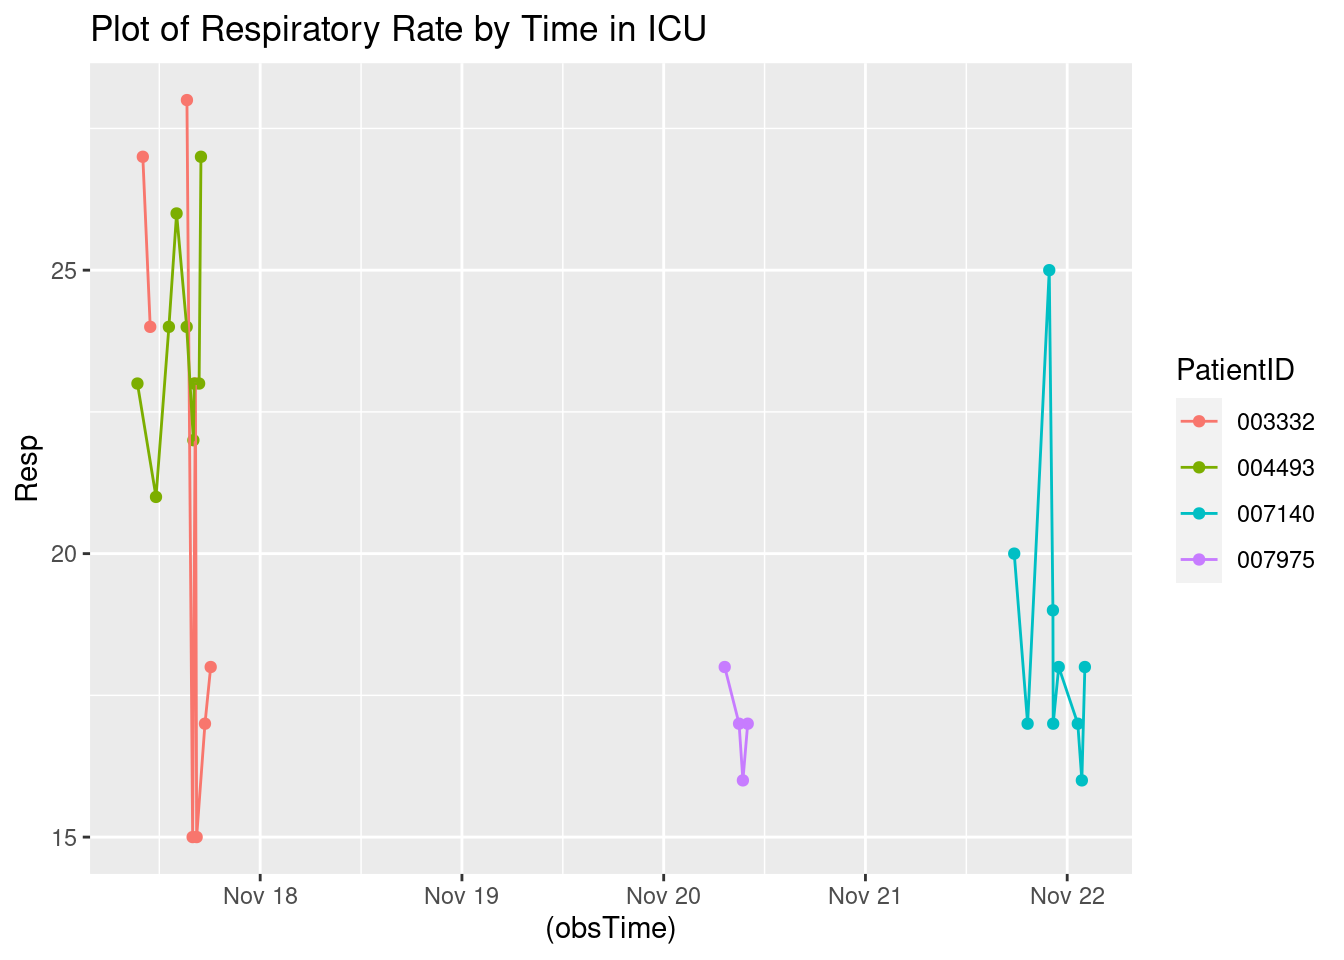 Plot of Respiratory Rate by Time in ICU
Resp
25
20
15
Nov 18
Nov 19
Nov 20
Nov 21
Nov 22
(obsTime)
PatientID
003332
004493
007140
007975